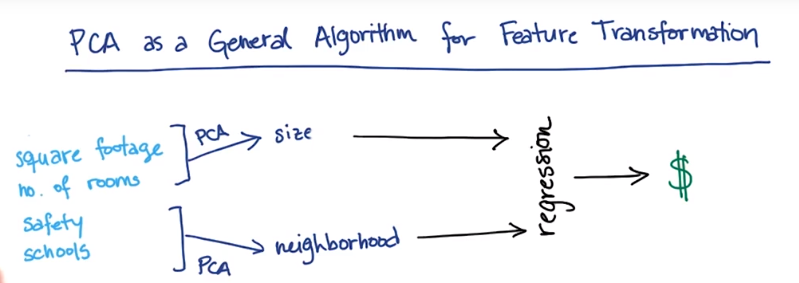 PCA as a General Algorithm for Feature Transformation
square footage
no. of rooms
PCA
size
safety
schools
PCA
neighborhood
regression
$